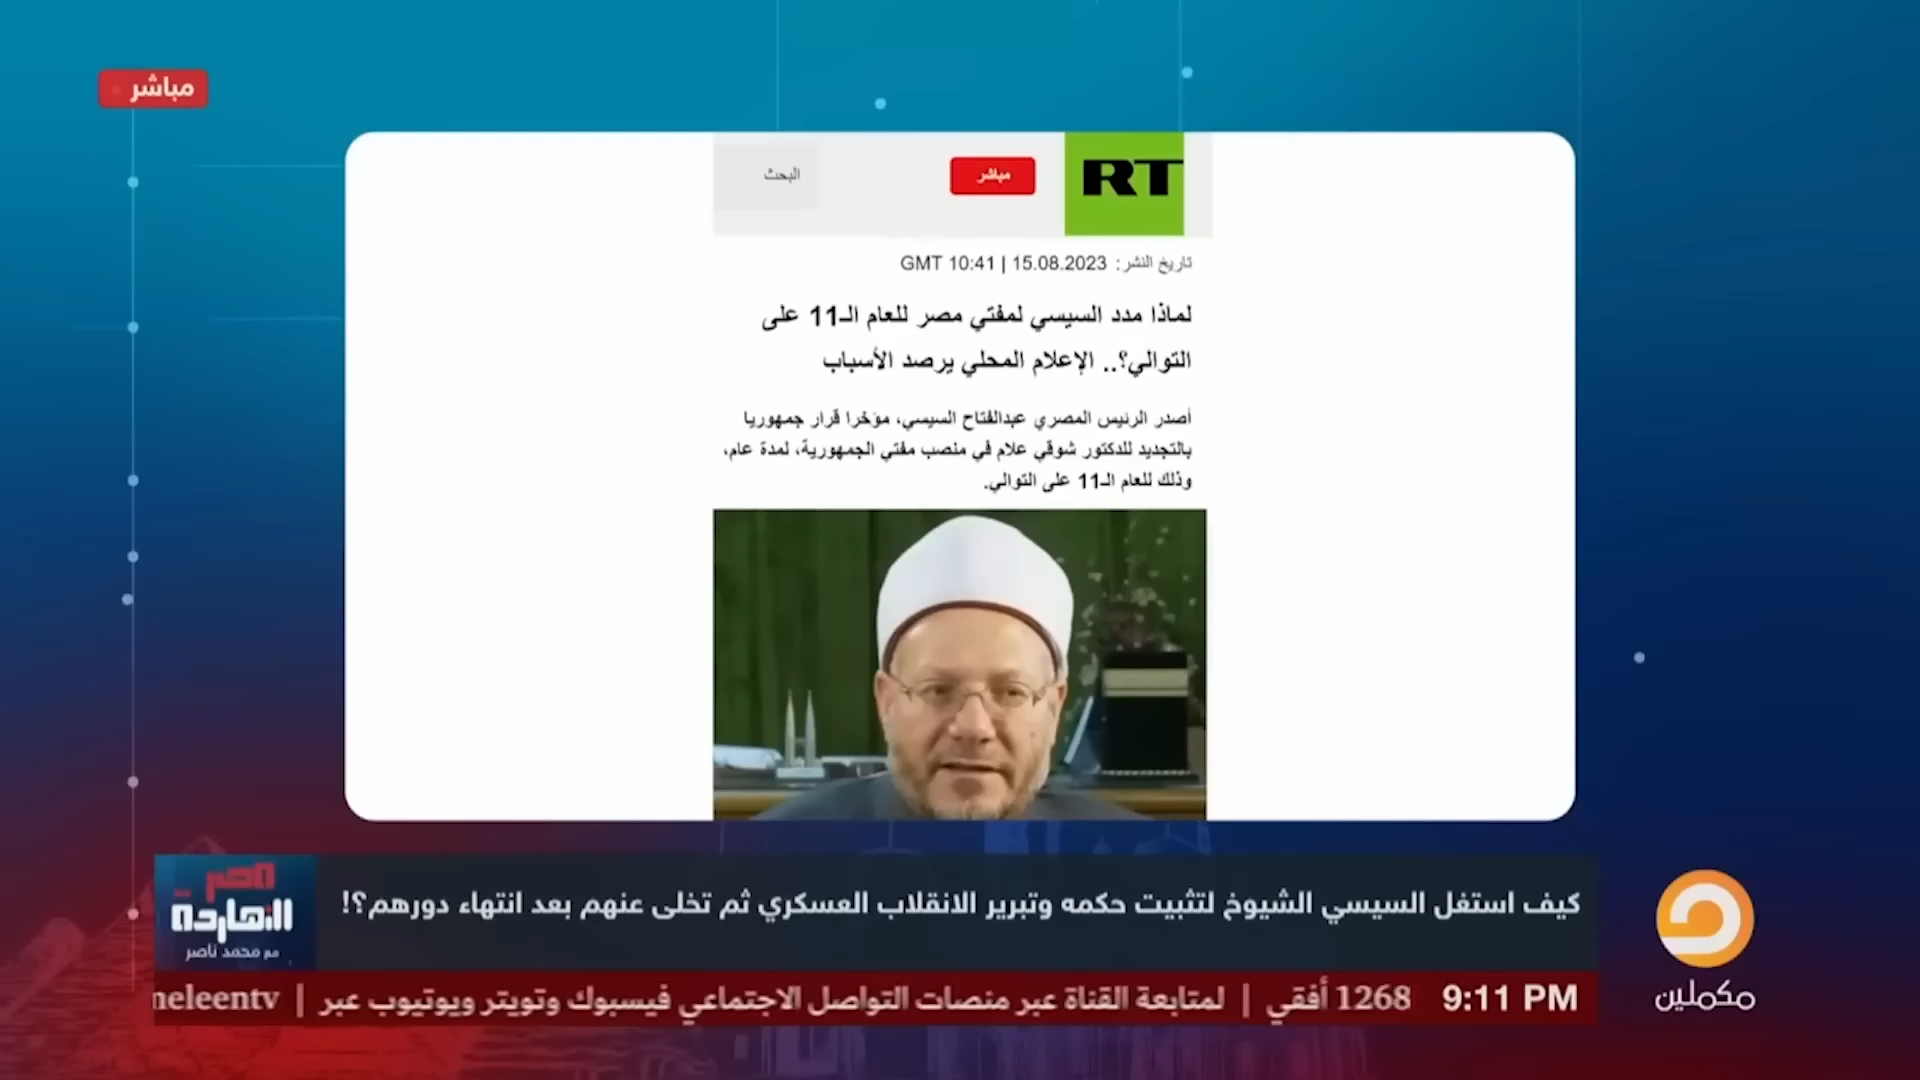 مباشر
RT
مباشر
البحث
تاريخ النشر: 15.08.2023 | 10:41 GMT
لماذا مدد السيسي لمفتي مصر للعام الـ11 على
التوالي؟.. الإعلام المحلي يرصد الأسباب
أصدر الرئيس المصري عبدالفتاح السيسي، مؤخرا قرار جمهوريا
بالتجديد للدكتور شوقي علام في منصب مفتي الجمهورية، لمدة عام،
وذلك للعام الـ11 على التوالي.
كيف استغل السيسي الشيوخ لتثبيت حكمه وتبرير الانقلاب العسكري ثم تخلى عنهم بعد انتهاء دورهم؟!
مصر
النهاردة
مع محمد ناصر
9:11 PM
1268 أفقي | لمتابعة القناة عبر منصات التواصل الاجتماعي فيسبوك وتويتر ويوتيوب عبر | neleentv
مكملين